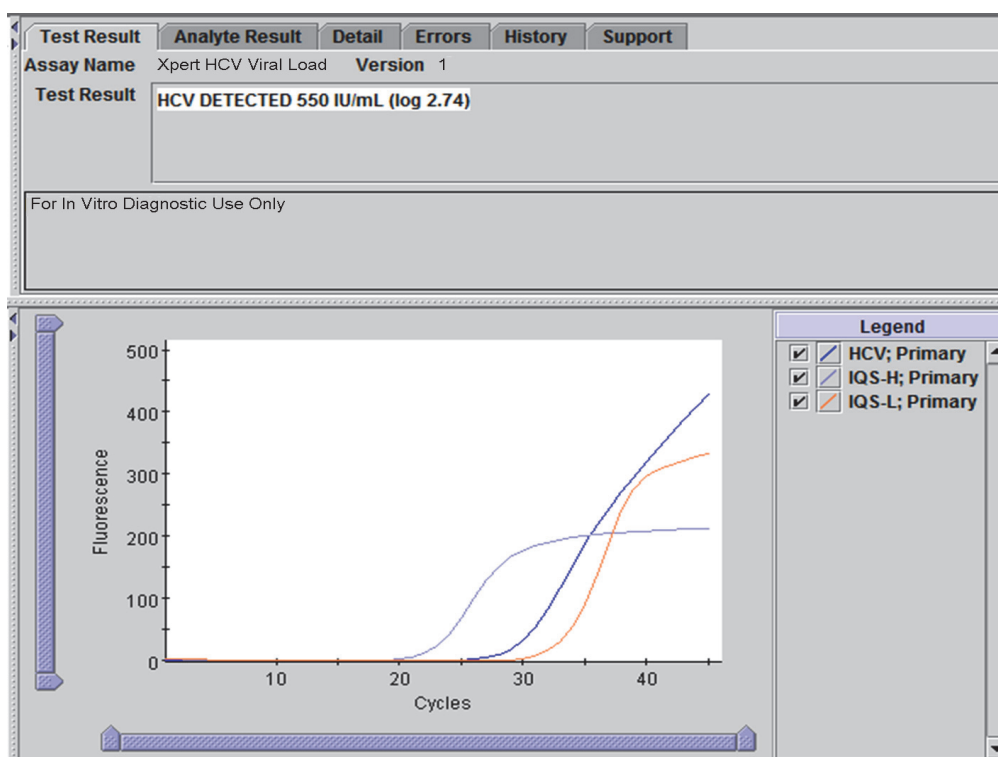 Test Result Analyte Result Detail Errors History Support
Assay Name Xpert HCV Viral Load Version 1
Test Result HCV DETECTED 550 IU/mL (log 2.74)
For In Vitro Diagnostic Use Only
500
400
300
200
100
0
Fluorescence
10 20 30 40
Cycles
Legend
HCV; Primary
IQS-H; Primary
IQS-L; Primary